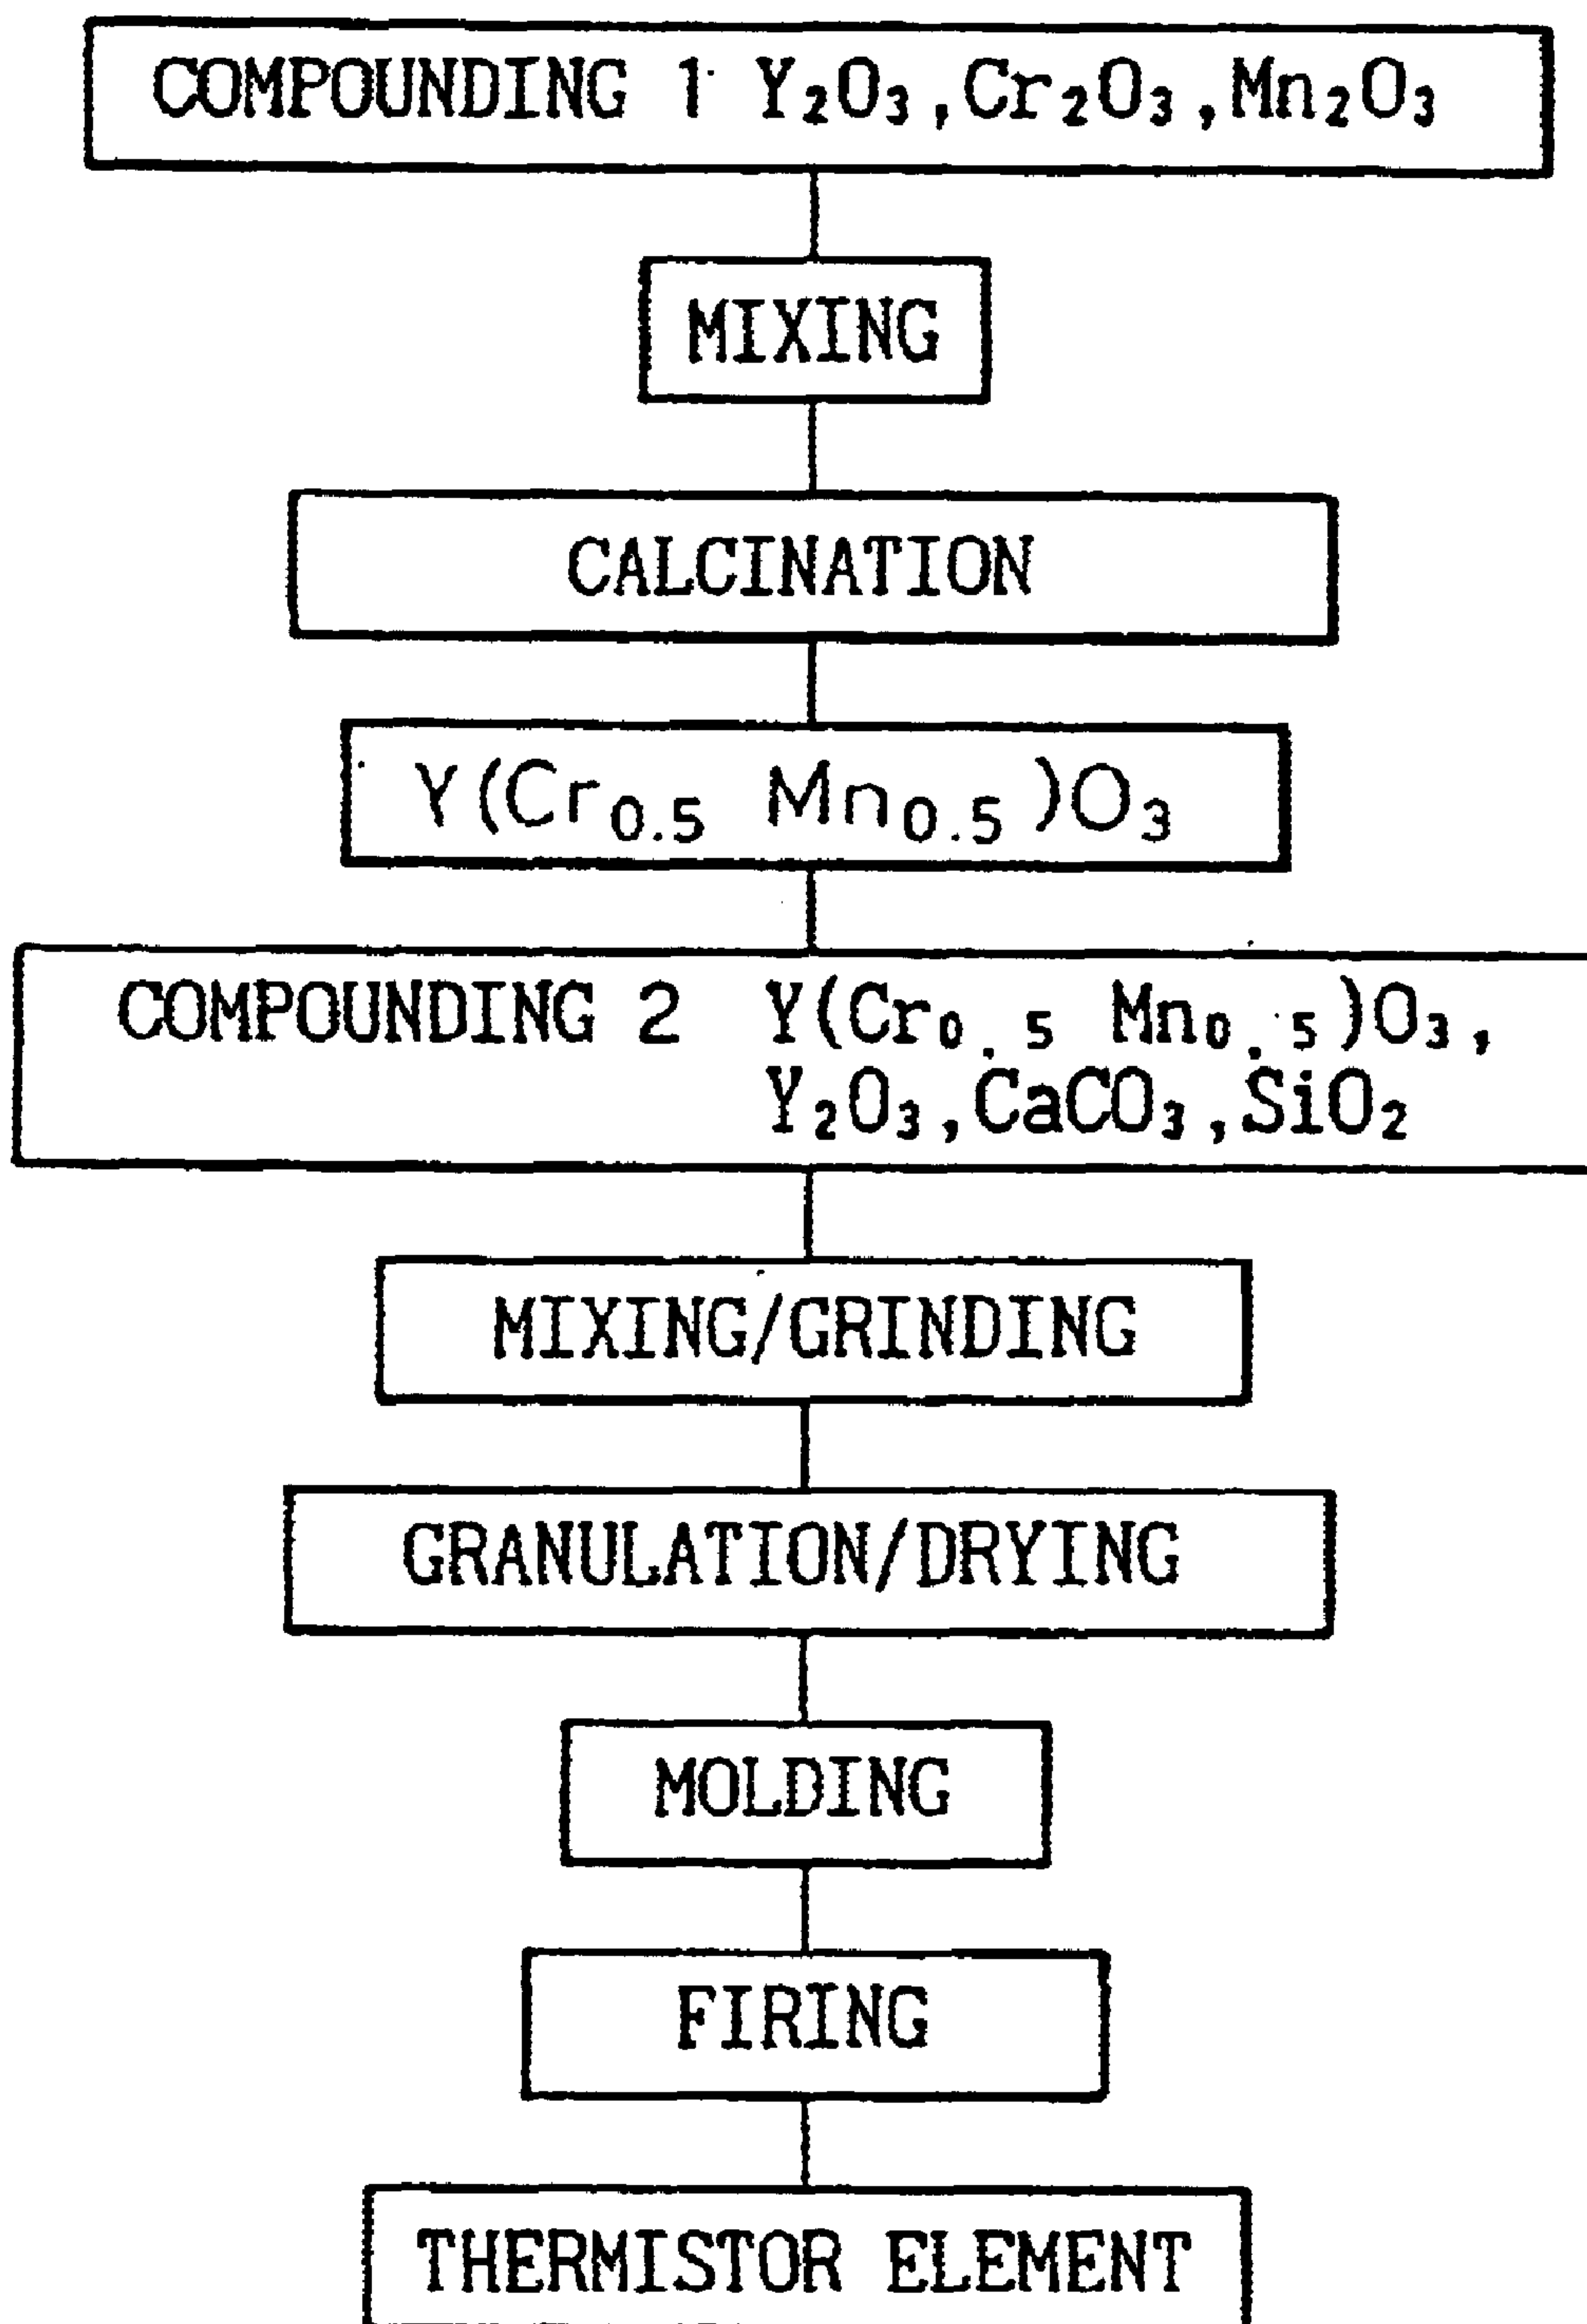 COMPOUNDING 1 Y₂O₃,Cr₂O₃,Mn₂O₃
MIXING
CALCINATION
Y(Cr₀.₅ Mn₀.₅)O₃
COMPOUNDING 2 Y(Cr₀.₅ Mn₀.₅)O₃,
Y₂O₃,CaCO₃,SiO₂
MIXING/GRINDING
GRANULATION/DRYING
MOLDING
FIRING
THERMISTOR ELEMENT